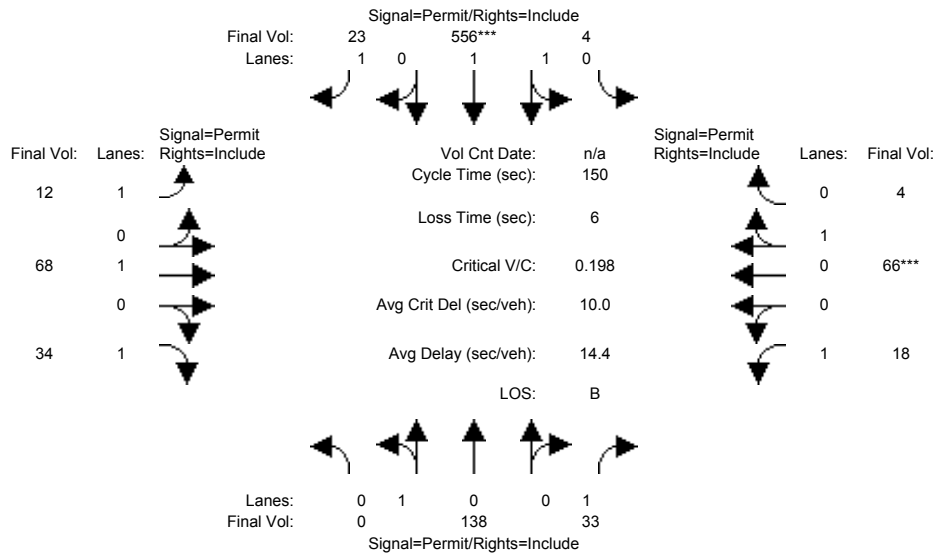 Signal=Permit/Rights=Include
Final Vol: 23 556*** 4
Lanes: 1 0 1 1 0
Signal=Permit
Final Vol: Lanes: Rights=Include
Vol Cnt Date: n/a
Signal=Permit
Rights=Include Lanes: Final Vol:
Cycle Time (sec): 150
12 1
0 4
Loss Time (sec): 6
0
1
68 1
Critical V/C: 0.198
0 66***
0
Avg Crit Del (sec/veh): 10.0
0
34 1
Avg Delay (sec/veh): 14.4
1 18
LOS: B
Lanes: 0 1 0 0 1
Final Vol: 0 138 33
Signal=Permit/Rights=Include